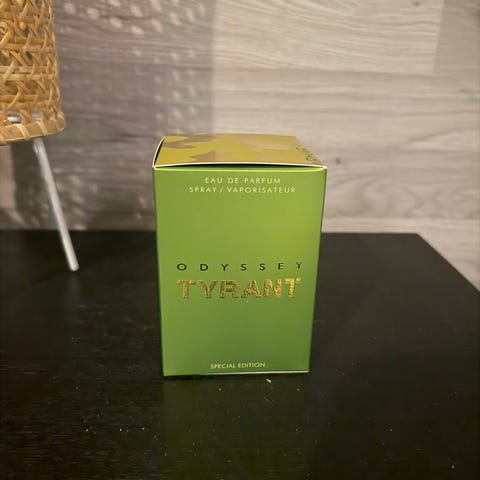 EAU DE PARFUM
SPRAY / VAPORISATEUR
ODYSSEY
TYRANT
SPECIAL EDITION